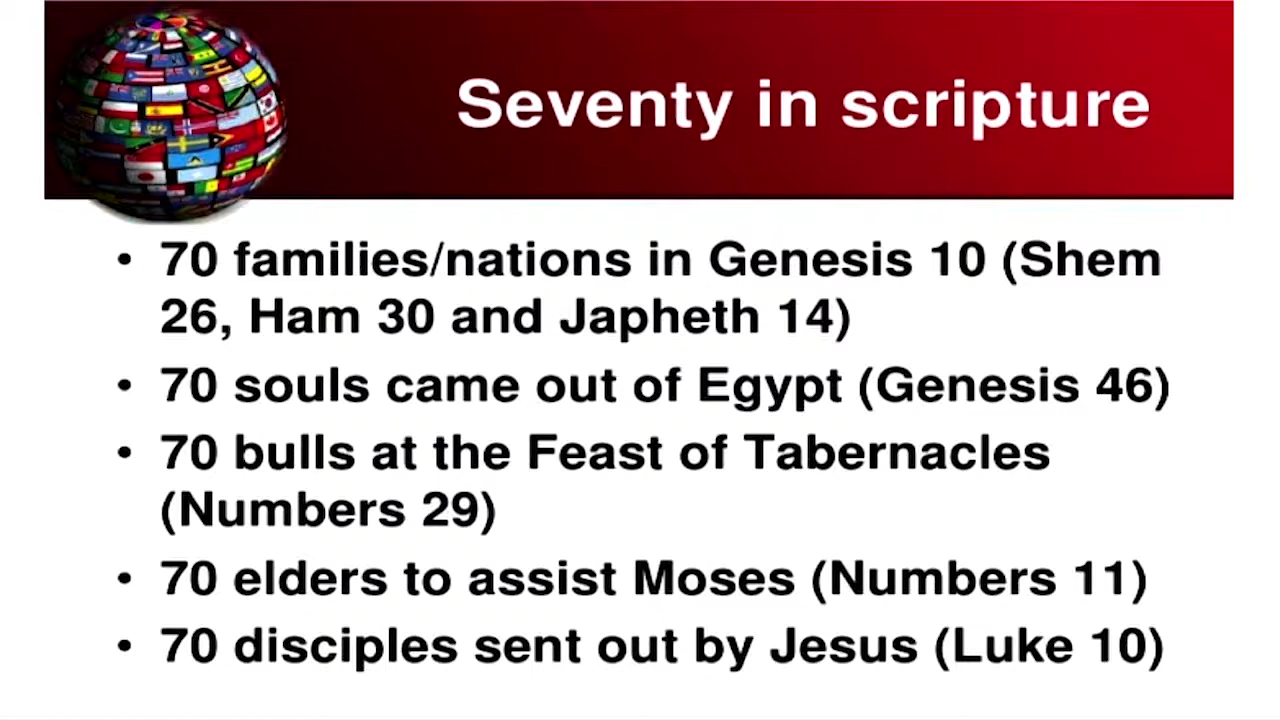 Seventy in scripture
• 70 families/nations in Genesis 10 (Shem
26, Ham 30 and Japheth 14)
• 70 souls came out of Egypt (Genesis 46)
• 70 bulls at the Feast of Tabernacles
(Numbers 29)
• 70 elders to assist Moses (Numbers 11)
• 70 disciples sent out by Jesus (Luke 10)